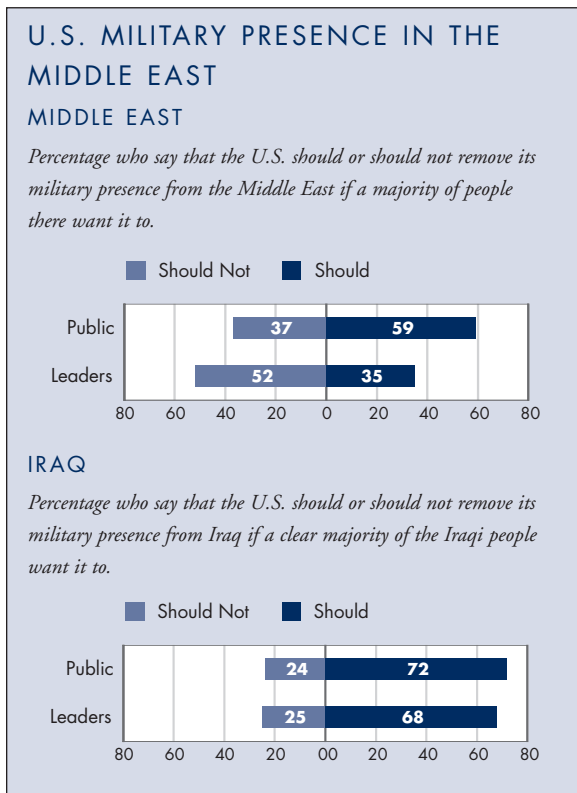 U.S. MILITARY PRESENCE IN THE
MIDDLE EAST
MIDDLE EAST
Percentage who say that the U.S. should or should not remove its
military presence from the Middle East if a majority of people
there want it to.
Should Not Should
Public 37 59
Leaders 52 35
80 60 40 20 0 20 40 60 80
IRAQ
Percentage who say that the U.S. should or should not remove its
military presence from Iraq if a clear majority of the Iraqi people
want it to.
Should Not Should
Public 24 72
Leaders 25 68
80 60 40 20 00 20 40 60 80